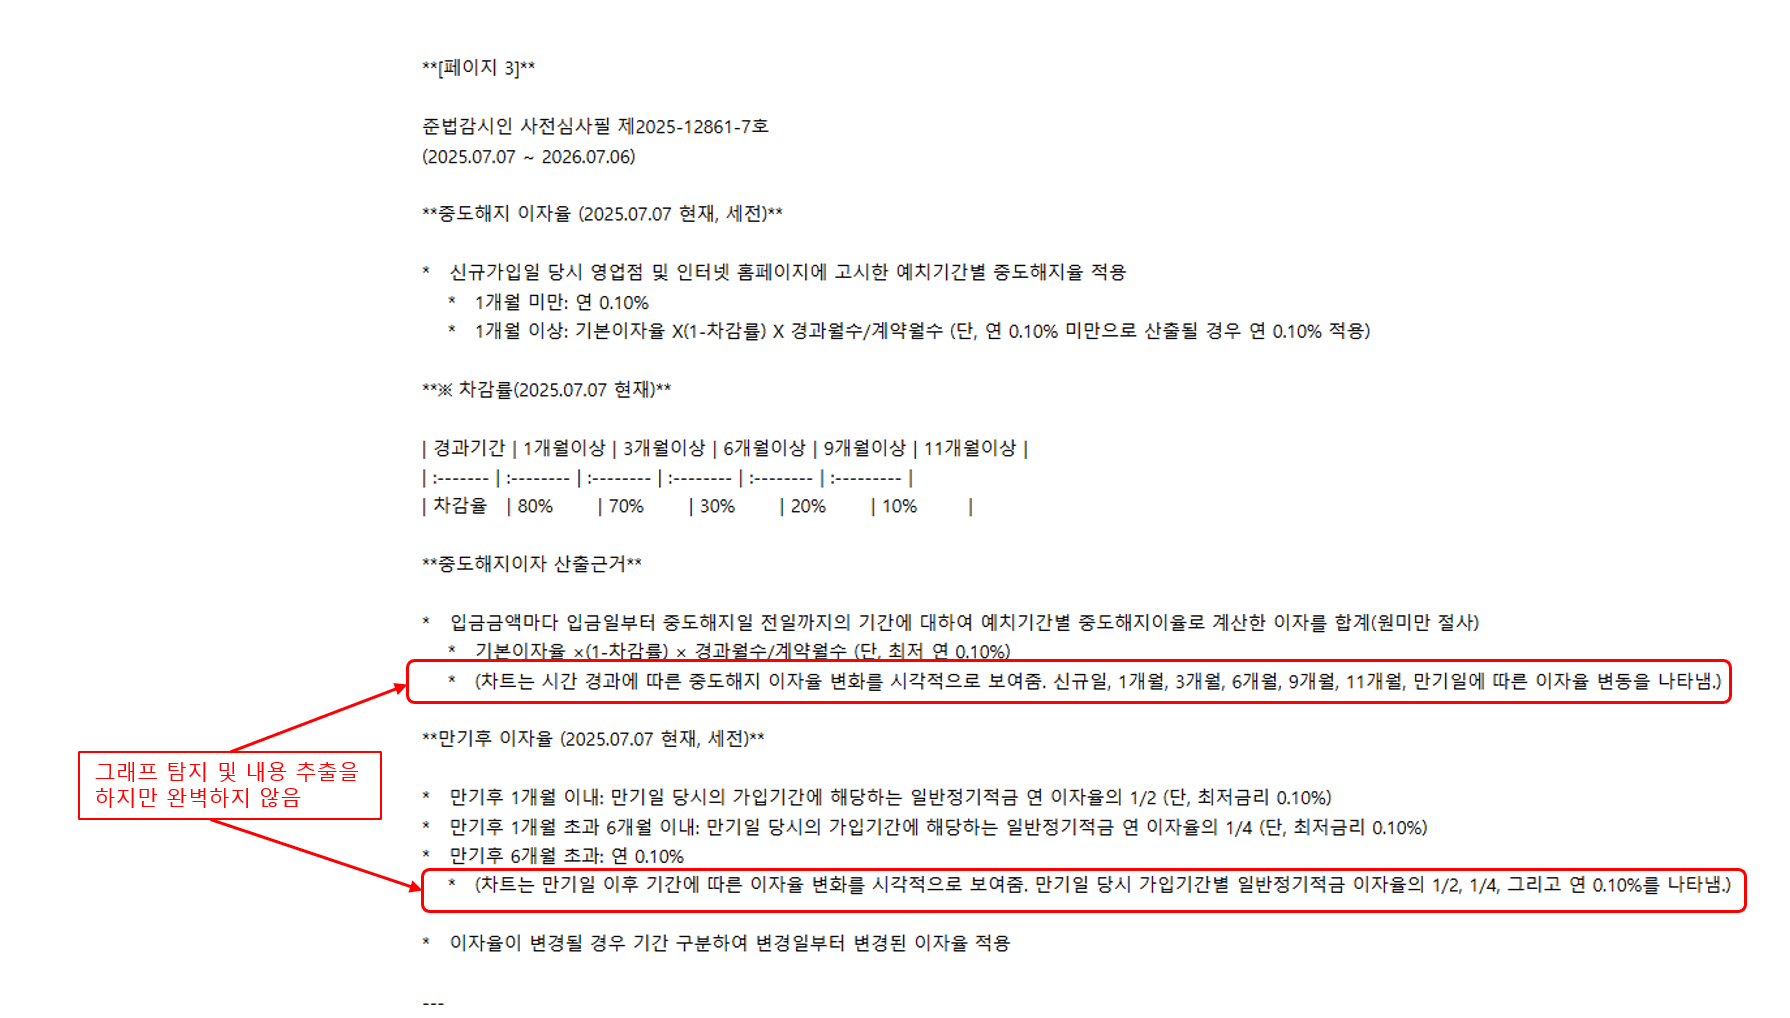 **[페이지 3]**
준법감시인 사전심사필 제2025-12861-7호
(2025.07.07 ~ 2026.07.06)
**중도해지 이자율 (2025.07.07 현재, 세전)**
* 신규가입일 당시 영업점 및 인터넷 홈페이지에 고시한 예치기간별 중도해지율 적용
* 1개월 미만: 연 0.10%
* 1개월 이상: 기본이자율 X(1-차감률) X 경과월수/계약월수 (단, 연 0.10% 미만으로 산출될 경우 연 0.10% 적용)
**※ 차감률(2025.07.07 현재)**
| 경과기간 | 1개월이상 | 3개월이상 | 6개월이상 | 9개월이상 | 11개월이상 |
| :------- | :-------- | :-------- | :-------- | :-------- | :--------- |
| 차감율 | 80% | 70% | 30% | 20% | 10% |
**중도해지이자 산출근거**
* 입금금액마다 입금일부터 중도해지일 전일까지의 기간에 대하여 예치기간별 중도해지이율로 계산한 이자를 합계(원미만 절사)
* 기본이자율 ×(1-차감률) × 경과월수/계약월수 (단, 최저 연 0.10%)
* (차트는 시간 경과에 따른 중도해지 이자율 변화를 시각적으로 보여줌. 신규일, 1개월, 3개월, 6개월, 9개월, 11개월, 만기일에 따른 이자율 변동을 나타냄.)
**만기후 이자율 (2025.07.07 현재, 세전)**
그래프 탐지 및 내용 추출을
하지만 완벽하지 않음
* 만기후 1개월 이내: 만기일 당시의 가입기간에 해당하는 일반정기적금 연 이자율의 1/2 (단, 최저금리 0.10%)
* 만기후 1개월 초과 6개월 이내: 만기일 당시의 가입기간에 해당하는 일반정기적금 연 이자율의 1/4 (단, 최저금리 0.10%)
* 만기후 6개월 초과: 연 0.10%
* (차트는 만기일 이후 기간에 따른 이자율 변화를 시각적으로 보여줌. 만기일 당시 가입기간별 일반정기적금 이자율의 1/2, 1/4, 그리고 연 0.10%를 나타냄.)
* 이자율이 변경될 경우 기간 구분하여 변경일부터 변경된 이자율 적용
---